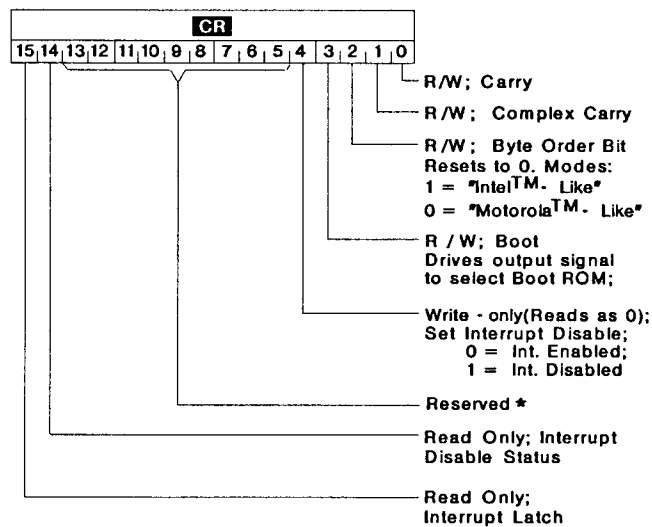 CR
15 14 13 12 11 10 9 8 7 6 5 4 3 2 1 0
R/W; Carry
R/W; Complex Carry
R/W; Byte Order Bit
Resets to 0. Modes:
1 = "Intel™- Like"
0 = "Motorola™- Like"
R / W; Boot
Drives output signal
to select Boot ROM;
Write - only(Reads as 0);
Set Interrupt Disable;
0 = Int. Enabled;
1 = Int. Disabled
Reserved *
Read Only; Interrupt
Disable Status
Read Only;
Interrupt Latch